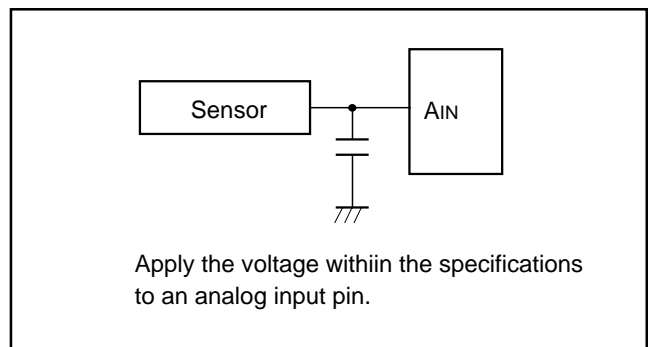 Sensor
AIN
Apply the voltage withiin the specifications
to an analog input pin.